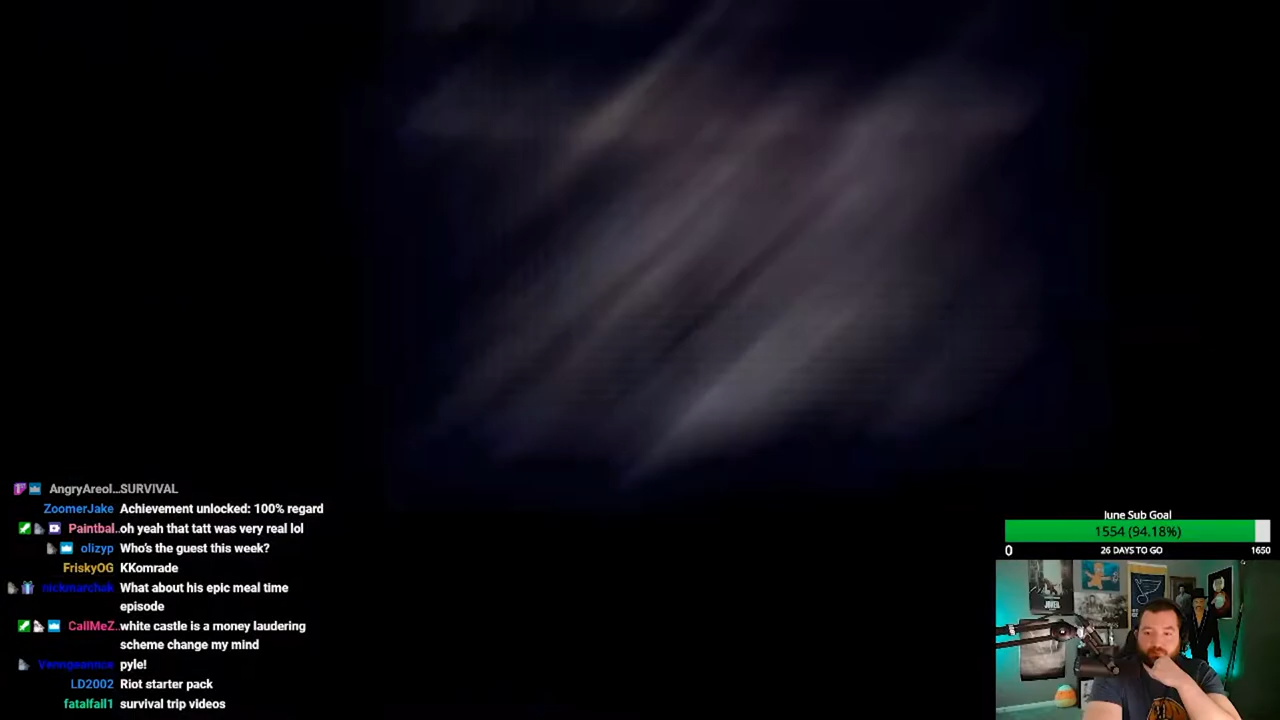 AngryAreol...SURVIVAL
ZoomerJake Achievement unlocked: 100% regard
Paintbal...oh yeah that tatt was very real lol
olizyp Who's the guest this week?
FriskyOG KKomrade
nickmarchak What about his epic meal time
episode
CallMeZ...white castle is a money laudering
scheme change my mind
Venngeannce pyle!
LD2002 Riot starter pack
fatalfall1 survival trip videos
June Sub Goal
1554 (94.18%)
0 26 DAYS TO GO 1650